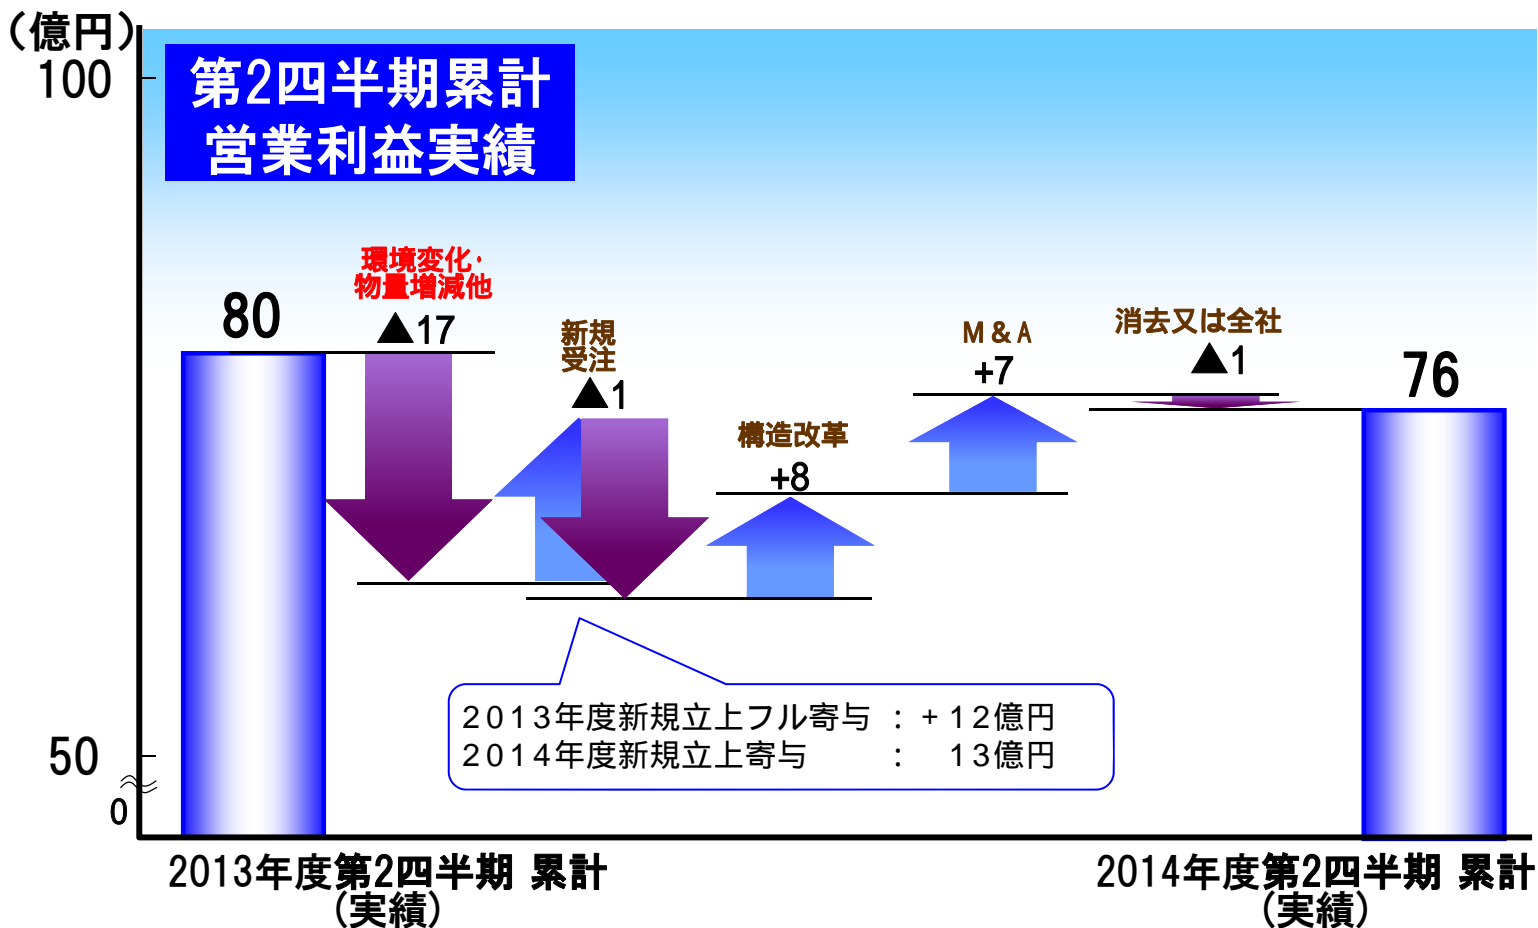 （億円）
100
第2四半期累計
営業利益実績
環境変化・
物量増減他
▲17
80
新規
受注
▲1
構造改革
+8
M＆A
+7
消去又は全社
▲1
76
２０１３年度新規立上フル寄与 ：＋１２億円
２０１４年度新規立上寄与 ： １３億円
50
0
2013年度第2四半期 累計
(実績)
2014年度第2四半期 累計
(実績)